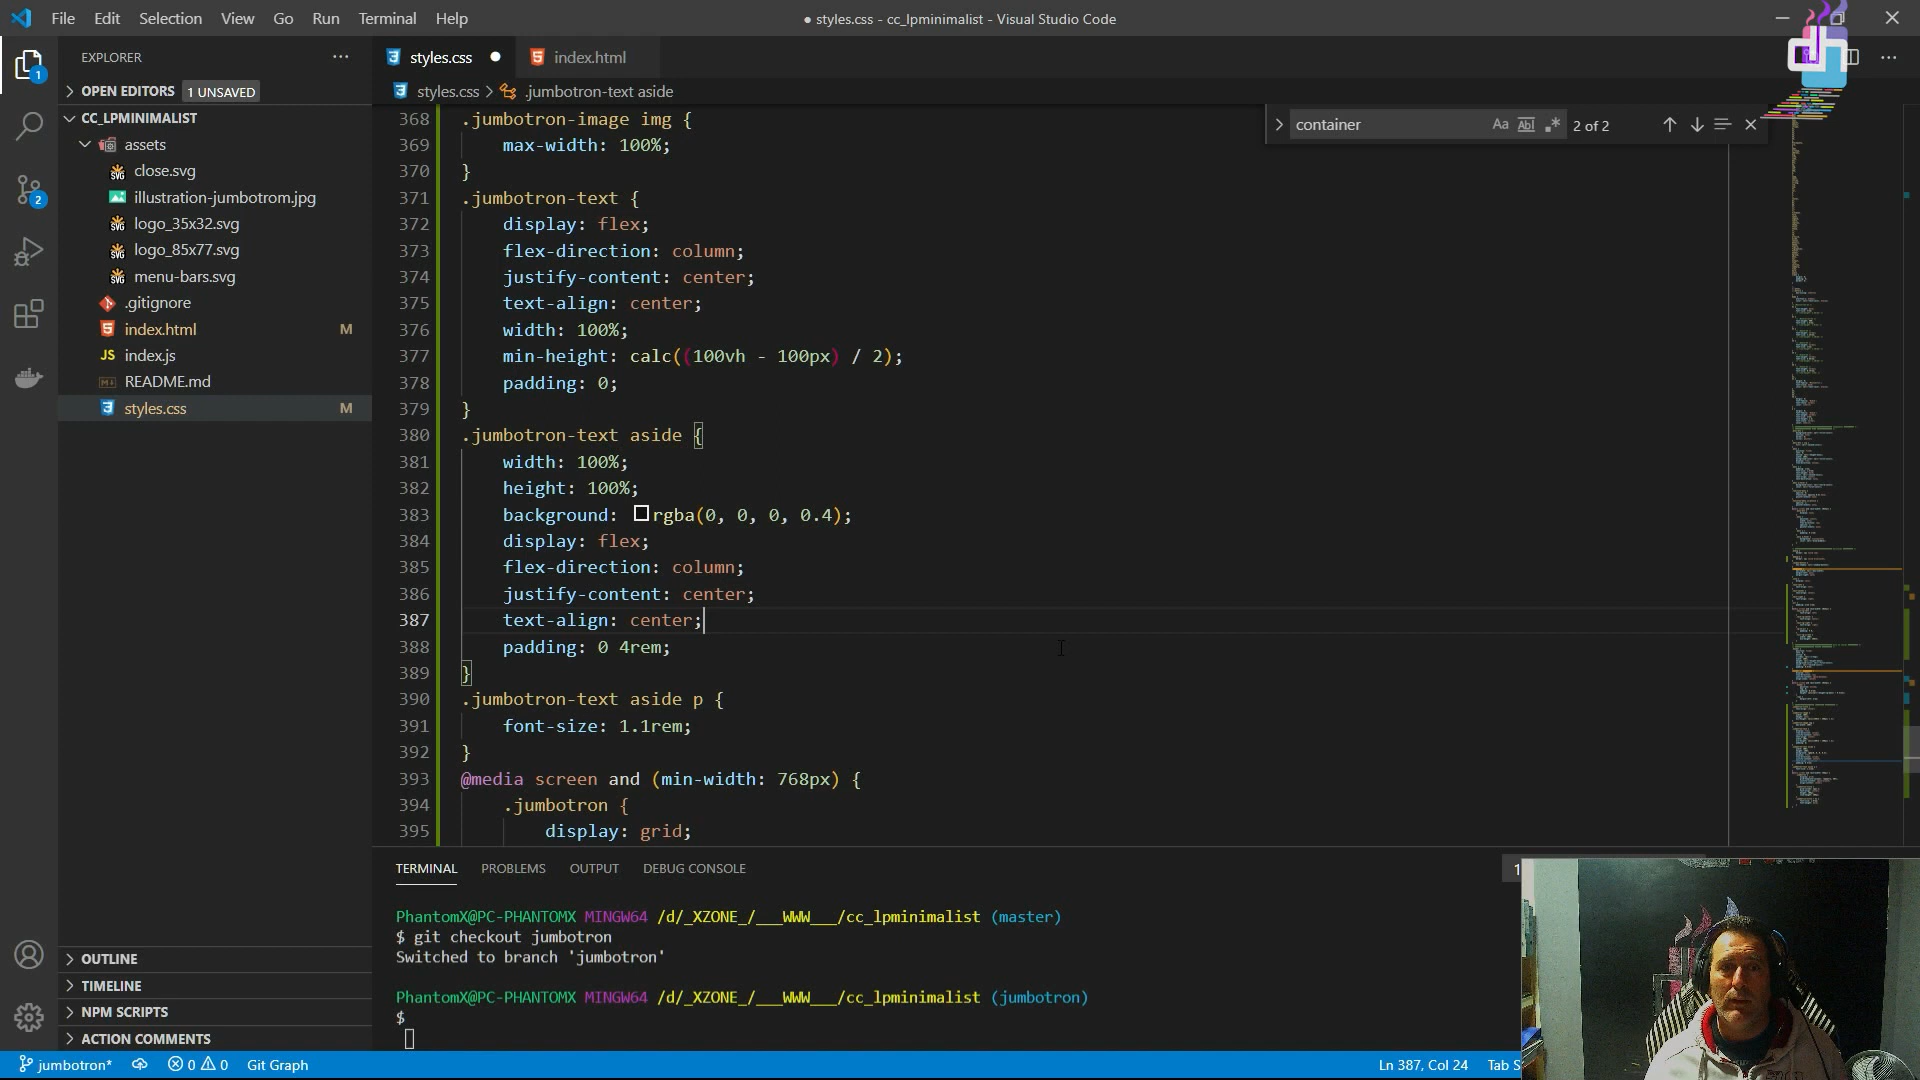 File Edit Selection View Go Run Terminal Help
● styles.css - cc_lpminimalist - Visual Studio Code
EXPLORER
OPEN EDITORS 1 UNSAVED
CC_LPMINIMALIST
assets
close.svg
illustration-jumbotrom.jpg
logo_35x32.svg
logo_85x77.svg
menu-bars.svg
.gitignore
index.html M
JS index.js
README.md
styles.css M
OUTLINE
TIMELINE
NPM SCRIPTS
ACTION COMMENTS
1
2
styles.css ● index.html
styles.css > .jumbotron-text aside
container Aa Abl .* 2 of 2
368 .jumbotron-image img {
369 max-width: 100%;
370 }
371 .jumbotron-text {
372 display: flex;
373 flex-direction: column;
374 justify-content: center;
375 text-align: center;
376 width: 100%;
377 min-height: calc((100vh - 100px) / 2);
378 padding: 0;
379 }
380 .jumbotron-text aside {
381 width: 100%;
382 height: 100%;
383 background: rgba(0, 0, 0, 0.4);
384 display: flex;
385 flex-direction: column;
386 justify-content: center;
387 text-align: center;
388 padding: 0 4rem;
389 }
390 .jumbotron-text aside p {
391 font-size: 1.1rem;
392 }
393 @media screen and (min-width: 768px) {
394 .jumbotron {
395 display: grid;
TERMINAL PROBLEMS OUTPUT DEBUG CONSOLE
PhantomX@PC-PHANTOMX MINGW64 /d/_XZONE_/___WWW___/cc_lpminimalist (master)
$ git checkout jumbotron
Switched to branch 'jumbotron'
PhantomX@PC-PHANTOMX MINGW64 /d/_XZONE_/___WWW___/cc_lpminimalist (jumbotron)
$
jumbotron* 0 0 Git Graph
Ln 387, Col 24 Tab S